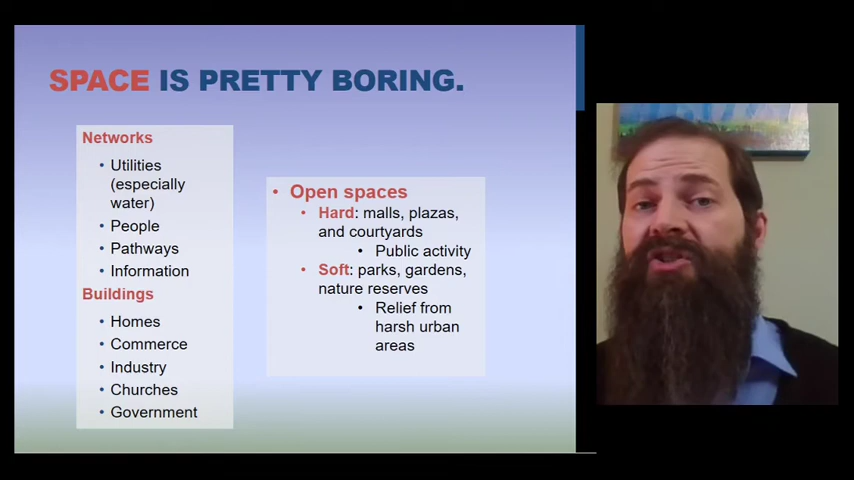 SPACE IS PRETTY BORING.
Networks
• Utilities
(especially
water)
• People
• Pathways
• Information
Buildings
• Homes
• Commerce
• Industry
• Churches
• Government
• Open spaces
• Hard: malls, plazas,
and courtyards
• Public activity
• Soft: parks, gardens,
nature reserves
• Relief from
harsh urban
areas